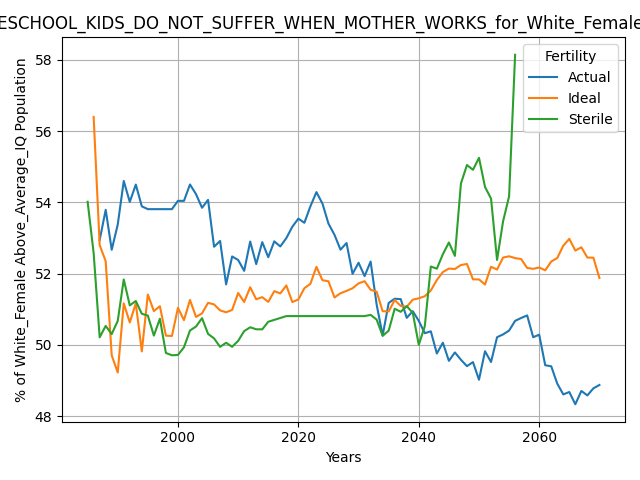 ESCHOOL_KIDS_DO_NOT_SUFFER_WHEN_MOTHER_WORKS_for_White_Female
Fertility
Actual
Ideal
Sterile
% of White_Female Above_Average_IQ Population
58
56
54
52
50
48
2000
2020
2040
2060
Years